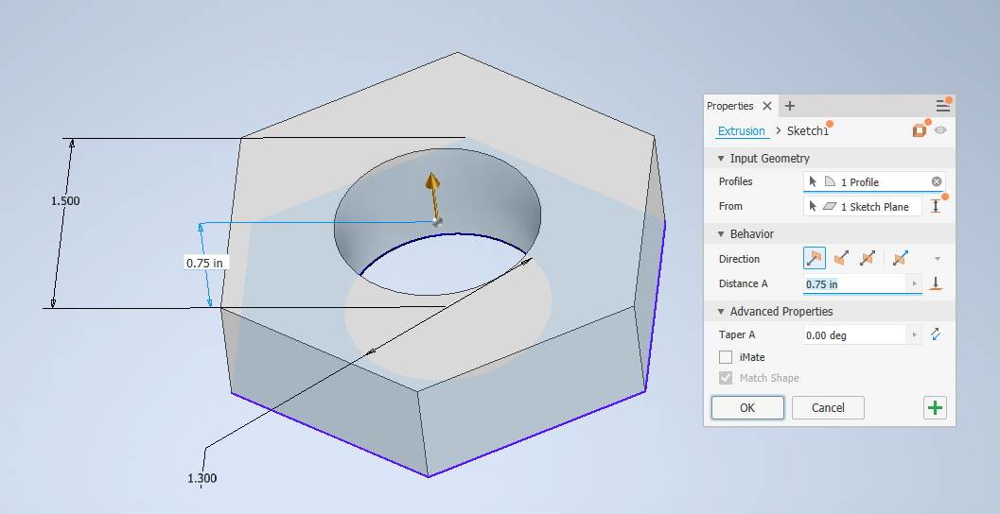 1.500
0.75 in
1.300
Properties
Extrusion > Sketch1
Input Geometry
Profiles 1 Profile
From 1 Sketch Plane
Behavior
Direction
Distance A 0.75 in
Advanced Properties
Taper A 0.00 deg
iMate
Match Shape
OK Cancel